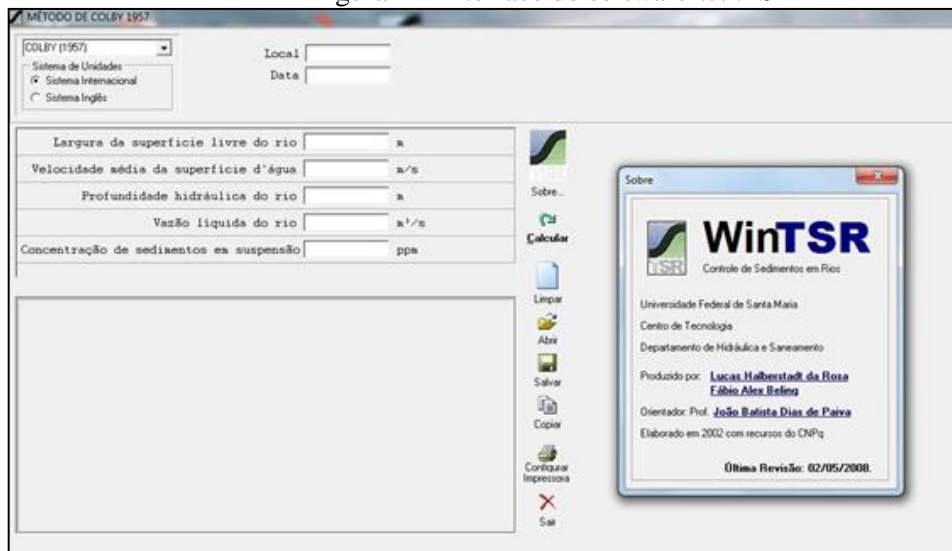 MÉTODO DE COLBY 1957
COLBY (1957)
Sistema de Unidades
Sistema Internacional
Sistema Inglês
Local
Data
Largura da superfície livre do rio m
Velocidade média da superfície d'água m/s
Profundidade hidráulica do rio m
Vazão líquida do rio m³/s
Concentração de sedimentos em suspensão ppm
Sobre...
Calcular
Limpar
Abrir
Salvar
Copiar
Configurar
Impressora
Sair
Sobre
TSR
WinTSR
Controle de Sedimentos em Rios
Universidade Federal de Santa Maria
Centro de Tecnologia
Departamento de Hidráulica e Saneamento
Produzido por: Lucas Halberstadt da Rosa
Fábio Alex Beling
Orientador: Prof. João Batista Dias de Paiva
Elaborado em 2002 com recursos do CNPq
Última Revisão: 02/05/2008.